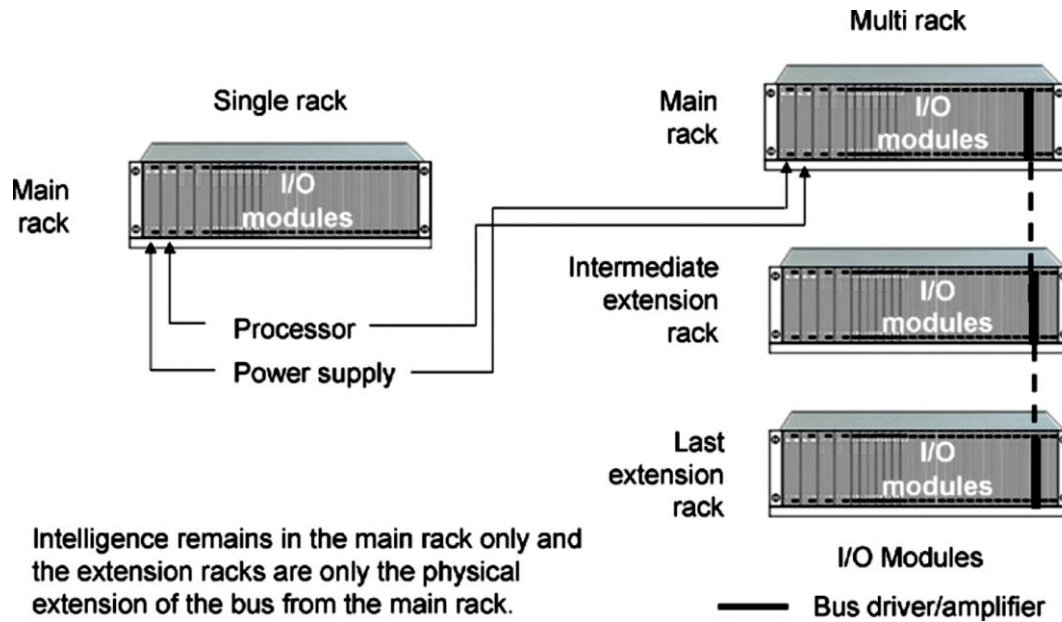 Multi rack
Single rack
Main
rack
I/O
modules
Main
rack
I/O
modules
Intermediate
extension
rack
I/O
modules
Processor
Power supply
Last
extension
rack
I/O
modules
Intelligence remains in the main rack only and
the extension racks are only the physical
extension of the bus from the main rack.
I/O Modules
Bus driver/amplifier